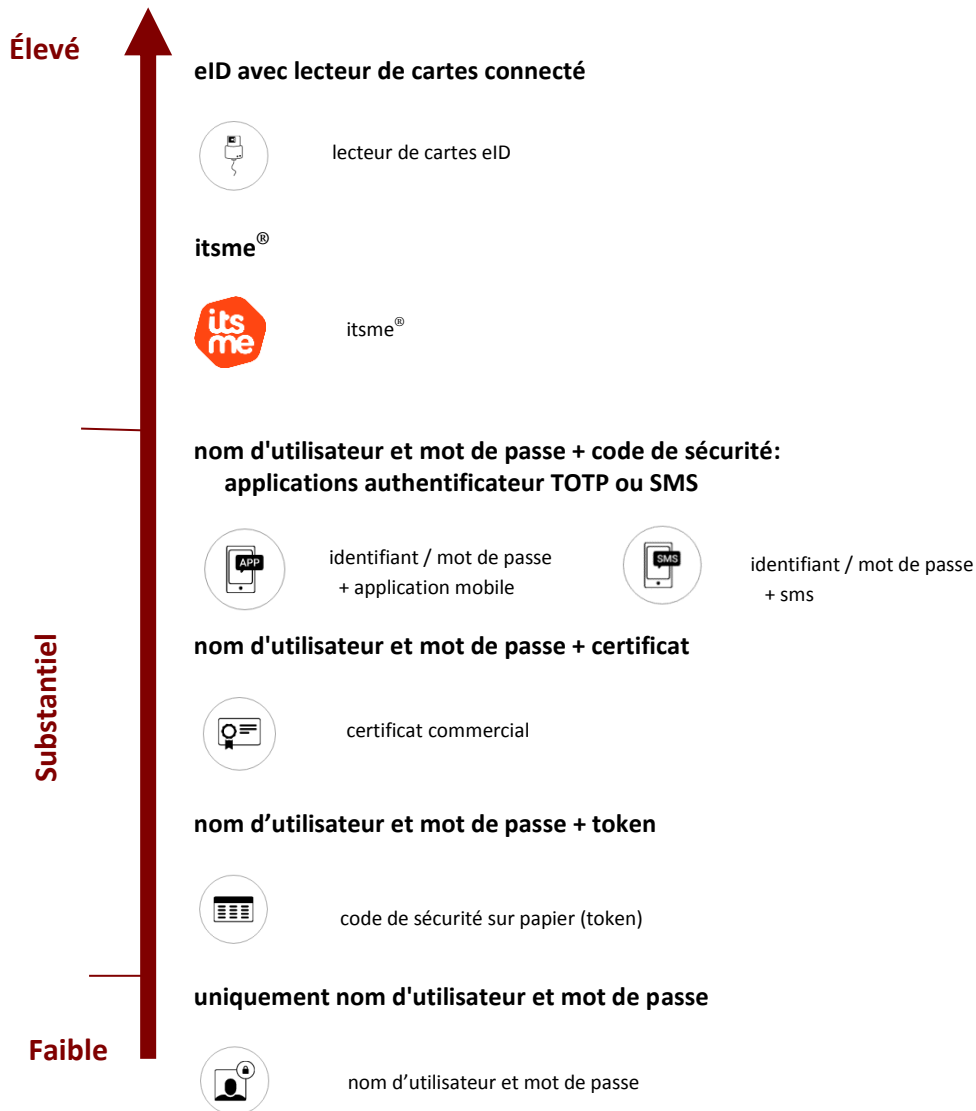 Élevé
eID avec lecteur de cartes connecté
lecteur de cartes eID
itsme®
its
me
itsme®
nom d'utilisateur et mot de passe + code de sécurité:
applications authentificateur TOTP ou SMS
APP
identifiant / mot de passe
+ application mobile
SMS
identifiant / mot de passe
+ sms
Substantiel
nom d'utilisateur et mot de passe + certificat
certificat commercial
nom d’utilisateur et mot de passe + token
code de sécurité sur papier (token)
uniquement nom d'utilisateur et mot de passe
Faible
nom d’utilisateur et mot de passe